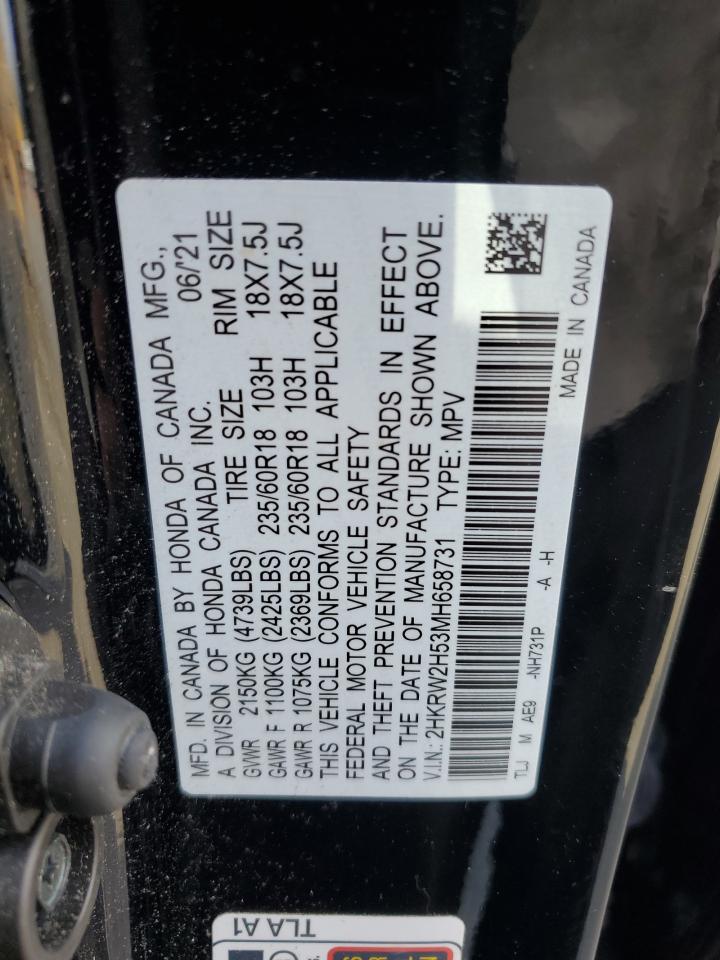 MFD. IN CANADA BY HONDA OF CANADA MFG.,
A DIVISION OF HONDA CANADA INC. 06/'21
GVWR 2150KG (4739LBS) TIRE SIZE RIM SIZE
GAWR F 1100KG (2425LBS) 235/60R18 103H 18X7.5J
GAWR R 1075KG (2369LBS) 235/60R18 103H 18X7.5J
THIS VEHICLE CONFORMS TO ALL APPLICABLE
FEDERAL MOTOR VEHICLE SAFETY
AND THEFT PREVENTION STANDARDS IN EFFECT
ON THE DATE OF MANUFACTURE SHOWN ABOVE.
V.I.N.: 2HKRW2H53MH658731 TYPE: MPV
TLJ M AE9 -NH731P -A -H
MADE IN CANADA
TLA A1